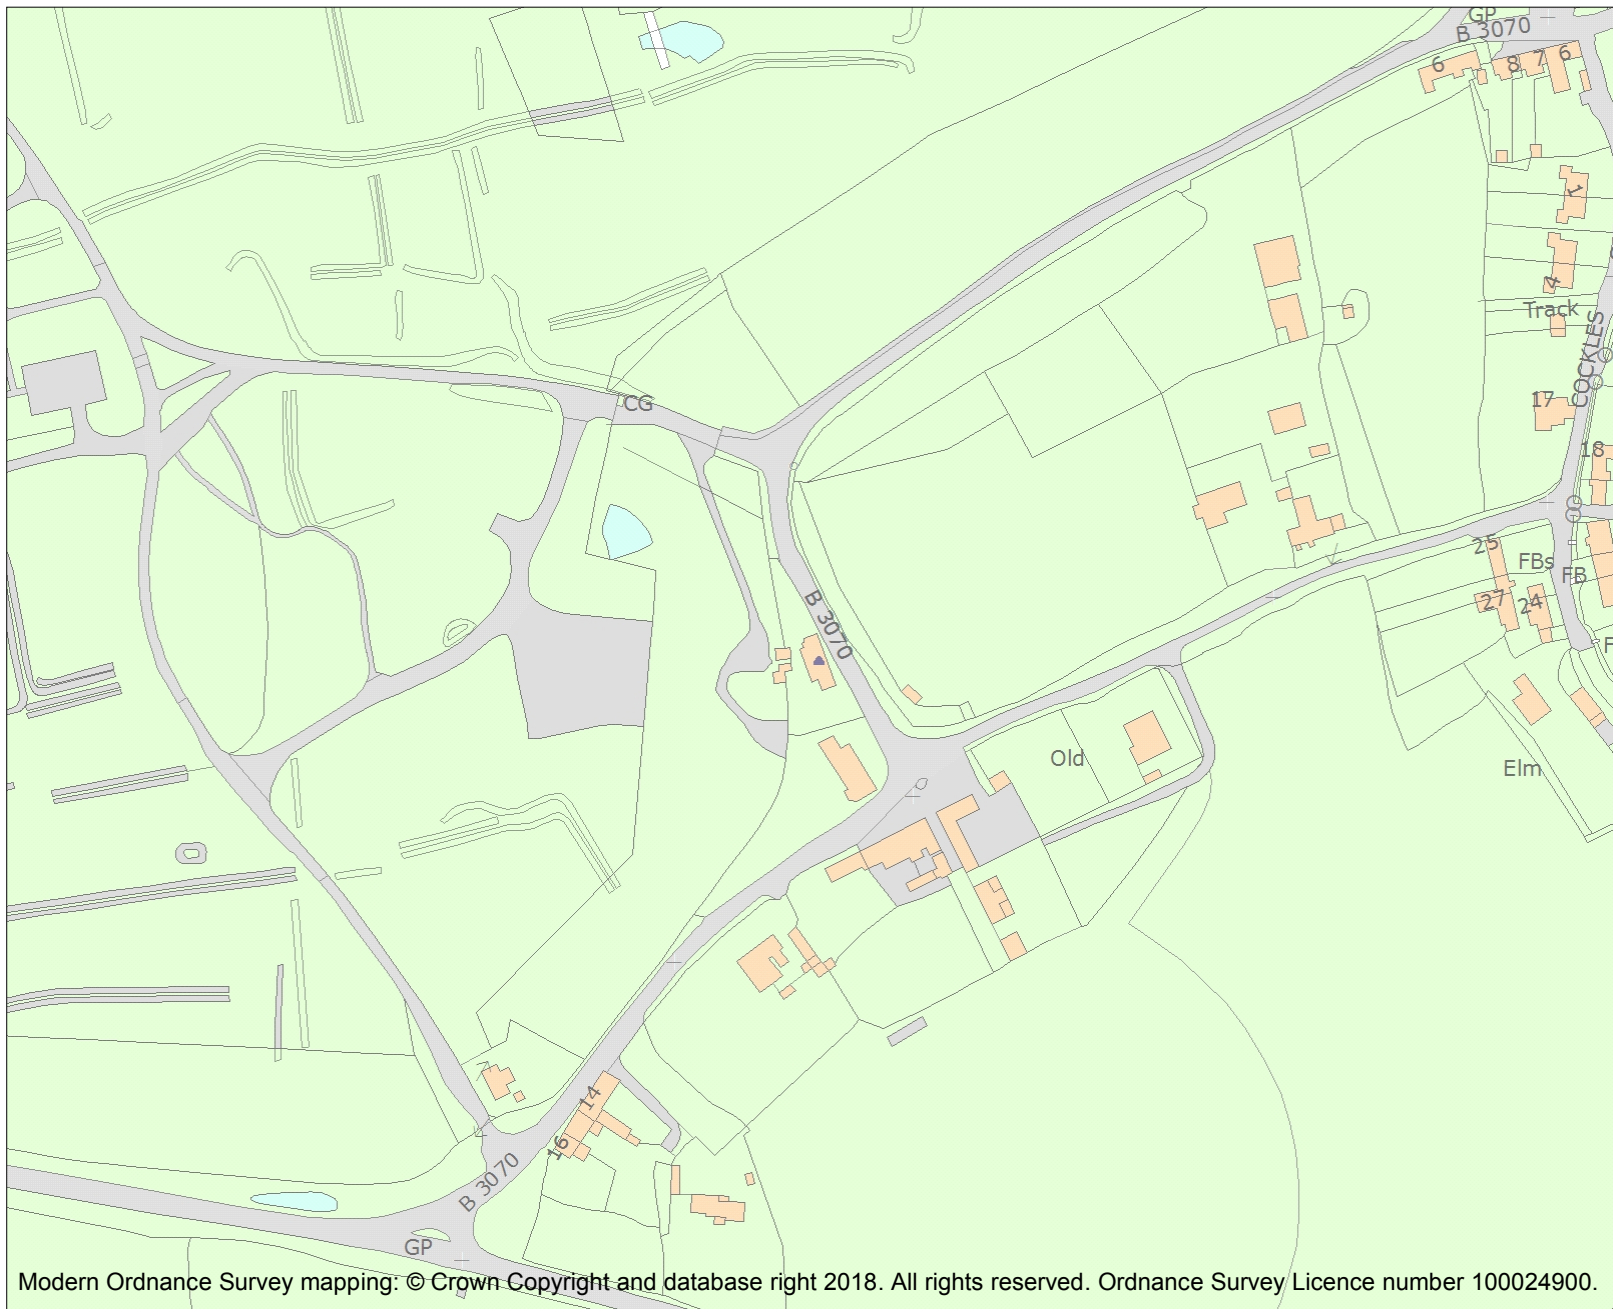 GP
B 3070
6
8
7
6
1
4
Track
COCKLES
17
CG
18
25
FBs
FB
27
24
B 3070
F
Old
Elm
14
16
B 3070
GP
Modern Ordnance Survey mapping: © Crown Copyright and database right 2018. All rights reserved. Ordnance Survey Licence number 100024900.